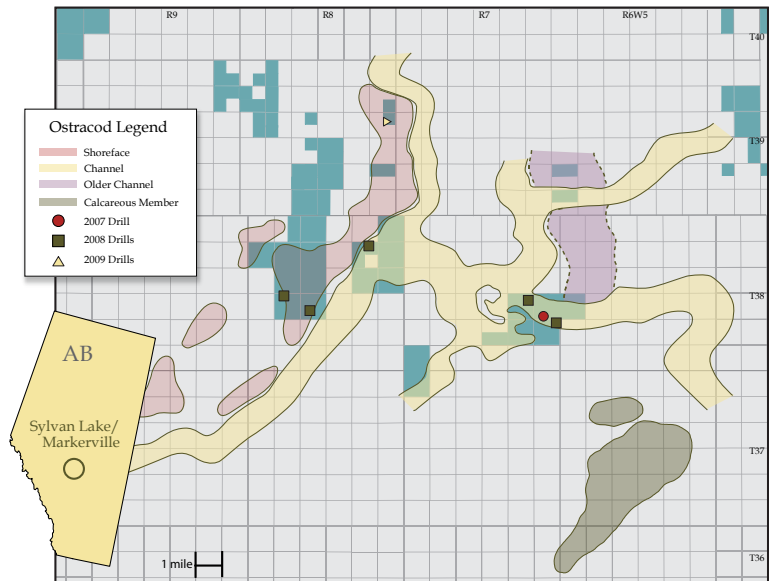 R9
R8
R7
R6W5
T40
T39
T38
T37
T36
Ostracod Legend
Shoreface
Channel
Older Channel
Calcareous Member
2007 Drill
2008 Drills
2009 Drills
AB
Sylvan Lake/
Markerville
1 mile